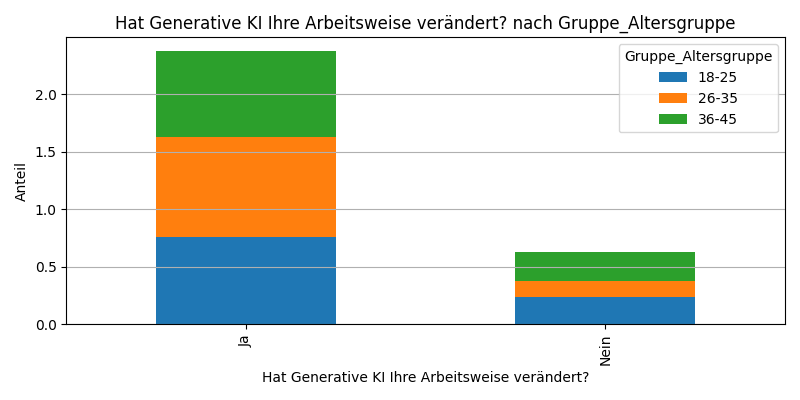 Hat Generative KI Ihre Arbeitsweise verändert? nach Gruppe_Altersgruppe
Gruppe_Altersgruppe
18-25
26-35
36-45
Anteil
2.0
1.5
1.0
0.5
0.0
Ja
Nein
Hat Generative KI Ihre Arbeitsweise verändert?